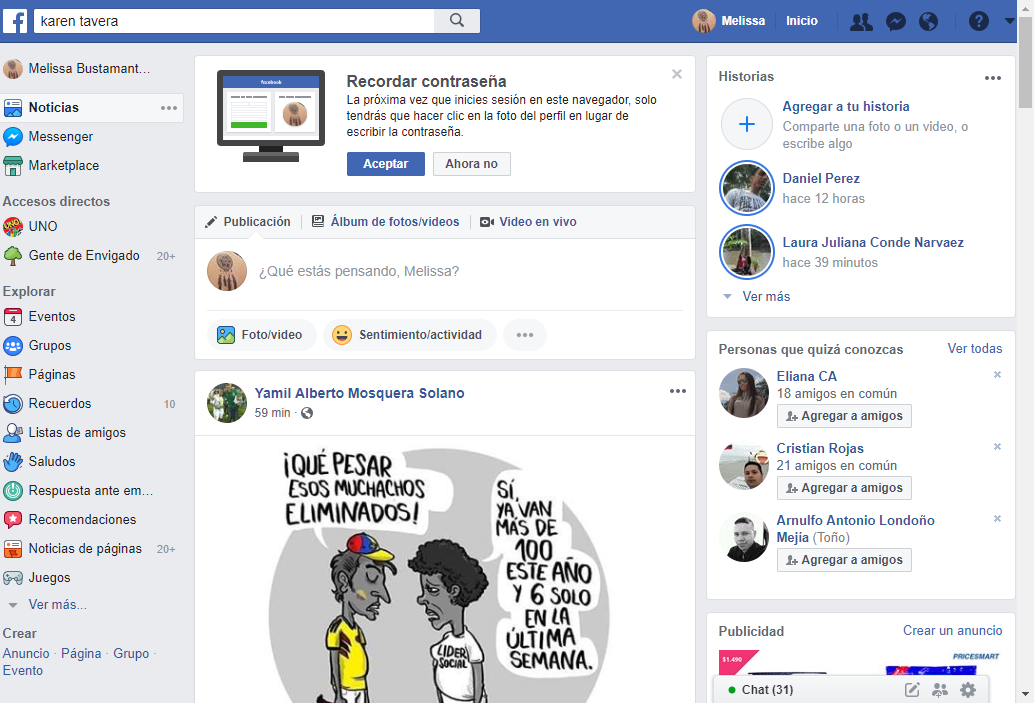 karen tavera
Melissa
Inicio
Melissa Bustamant...
Noticias
Messenger
Marketplace
Accesos directos
UNO
Gente de Envigado 20+
Explorar
Eventos
4
Grupos
Páginas
Recuerdos 10
Listas de amigos
Saludos
Respuesta ante em...
Recomendaciones
Noticias de páginas 20+
Juegos
Ver más...
Crear
Anuncio · Página · Grupo ·
Evento
facebook
Recordar contraseña
La próxima vez que inicies sesión en este navegador, solo
tendrás que hacer clic en la foto del perfil en lugar de
escribir la contraseña.
Aceptar
Ahora no
Publicación
Álbum de fotos/videos
Video en vivo
¿Qué estás pensando, Melissa?
Foto/video
Sentimiento/actividad
Yamil Alberto Mosquera Solano
59 min ·
¡QUÉ PESAR
ESOS MUCHACHOS
ELIMINADOS!
SÍ,
YA VAN
MÁS DE
100
ESTE AÑO
Y 6 SOLO
EN LA
ÚLTIMA
SEMANA.
LIDER
SOCIAL
Historias
Agregar a tu historia
Comparte una foto o un video, o
escribe algo
Daniel Perez
hace 12 horas
Laura Juliana Conde Narvaez
hace 39 minutos
Ver más
Personas que quizá conozcas
Ver todas
Eliana CA
18 amigos en común
Agregar a amigos
Cristian Rojas
21 amigos en común
Agregar a amigos
Arnulfo Antonio Londoño
Mejía (Toño)
Agregar a amigos
Publicidad
Crear un anuncio
$1.490
PRICESMART
Chat (31)